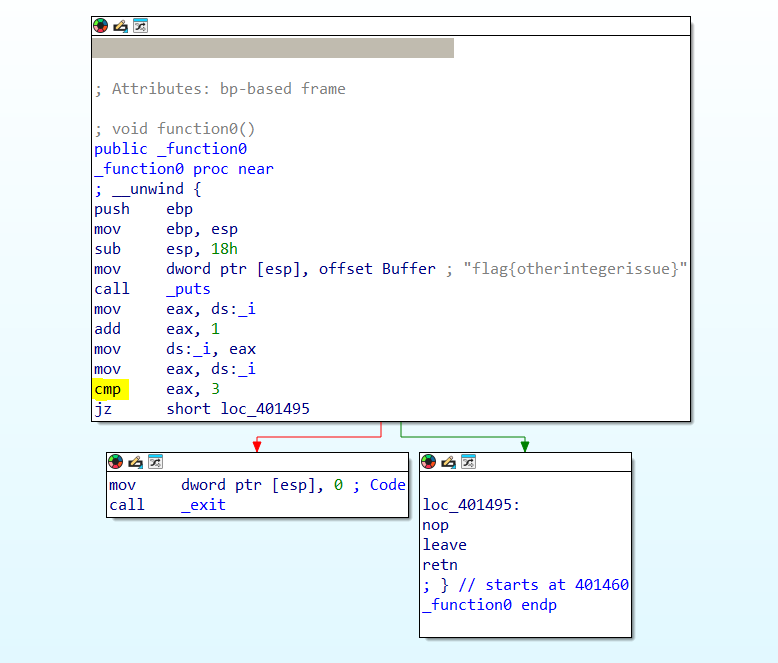 ; Attributes: bp-based frame
; void function0()
public _function0
_function0 proc near
; __unwind {
push    ebp
mov     ebp, esp
sub     esp, 18h
mov     dword ptr [esp], offset Buffer ; "flag{otherintegerissue}"
call    _puts
mov     eax, ds:_i
add     eax, 1
mov     ds:_i, eax
mov     eax, ds:_i
cmp     eax, 3
jz      short loc_401495
mov     dword ptr [esp], 0 ; Code
call    _exit
loc_401495:
nop
leave
retn
; } // starts at 401460
_function0 endp